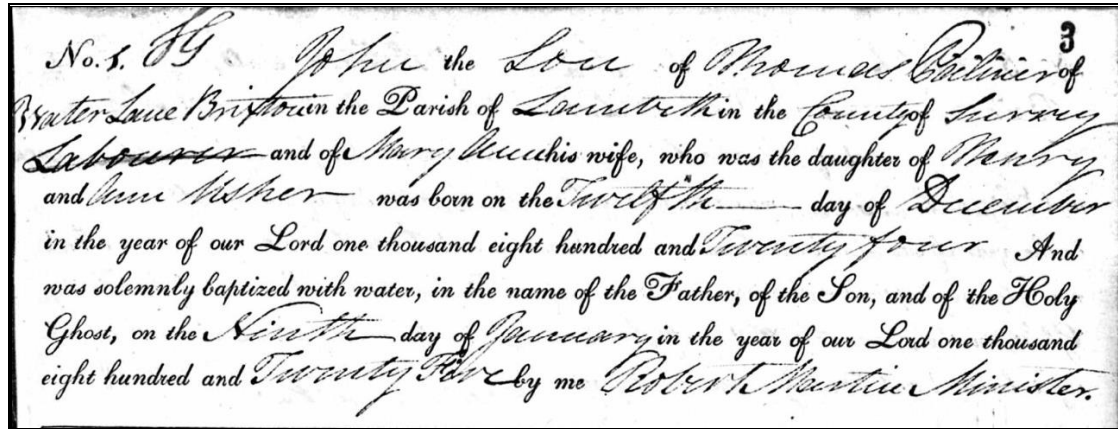 3
No. 1. John the Son of Thomas of
Water Lane Brixton in the Parish of Lambeth in the County of Surrey
Labourer and of Mary Ann his wife, who was the daughter of Henry
and Ann Usher was born on the Twelfth day of December
in the year of our Lord one thousand eight hundred and Twenty four And
was solemnly baptized with water, in the name of the Father, of the Son, and of the Holy
Ghost, on the Ninth day of January in the year of our Lord one thousand
eight hundred and Twenty Five by me Robert Martin Minister.